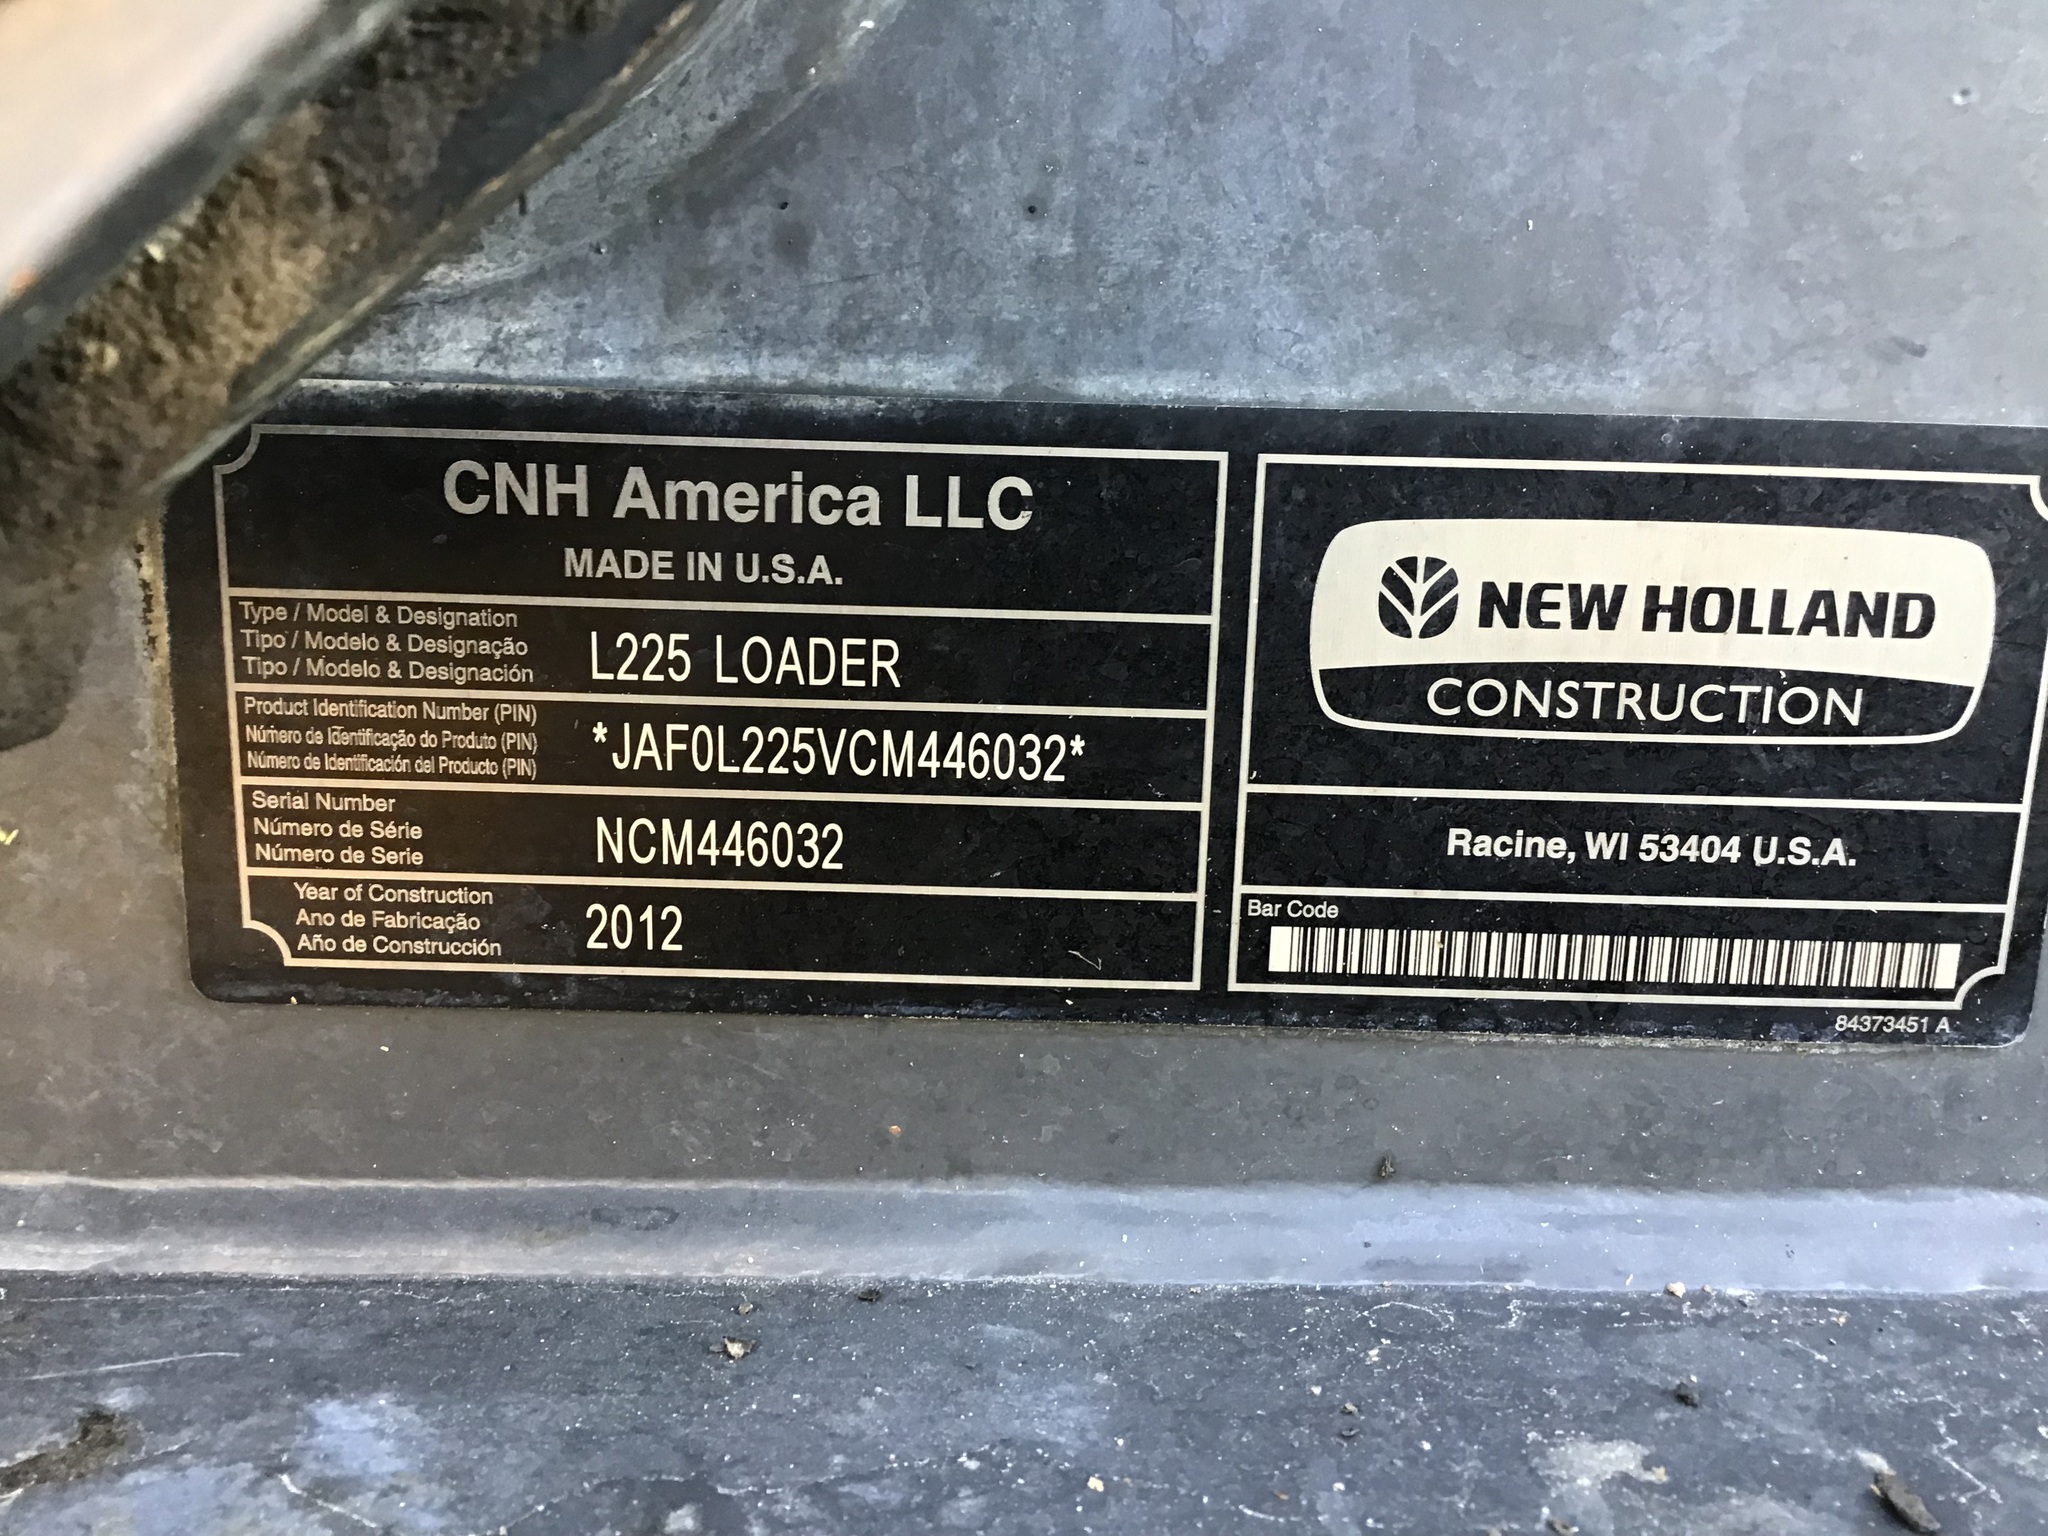 CNH America LLC
MADE IN U.S.A.
Type / Model & Designation
Tipo / Modelo & Designação
Tipo / Modelo & Designación
L225 LOADER
Product Identification Number (PIN)
Número de Identificação do Produto (PIN)
Número de Identificación del Producto (PIN)
*JAF0L225VCM446032*
Serial Number
Número de Série
Número de Serie
NCM446032
Year of Construction
Ano de Fabricação
Año de Construcción
2012
NEW HOLLAND
CONSTRUCTION
Racine, WI 53404 U.S.A.
Bar Code
84373451 A